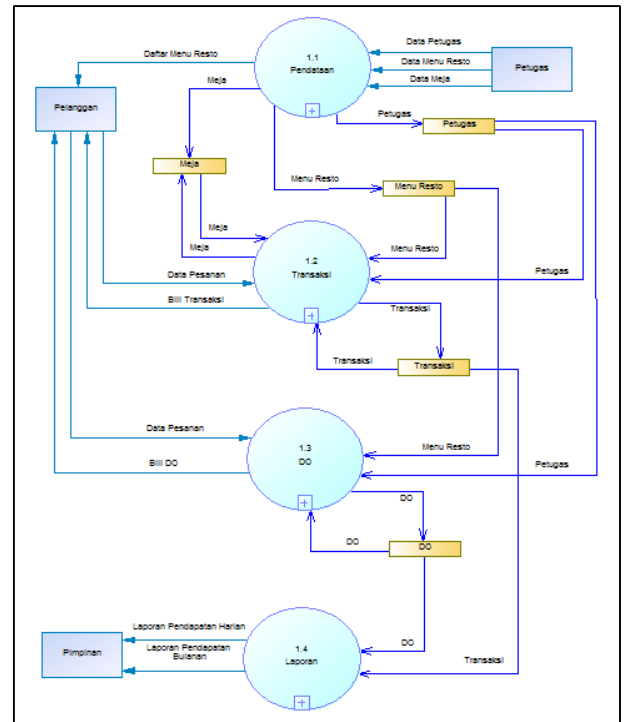 Daftar Menu Resto
1.1
Pendataan
Data Petugas
Data Menu Resto
Data Meja
Petugas
Pelanggan
Meja
Petugas
Petugas
Meja
Menu Resto
Menu Resto
Meja
Meja
Menu Resto
1.2
Transaksi
Petugas
Data Pesanan
Billl Transaksi
Transaksi
Transaksi
Transaksi
Data Pesanan
1.3
DO
Menu Resto
Billl DO
Petugas
DO
DO
DO
Laporan Pendapatan Harian
Laporan Pendapatan
Bulanan
Pimpinan
1.4
Laporan
DO
Transaksi